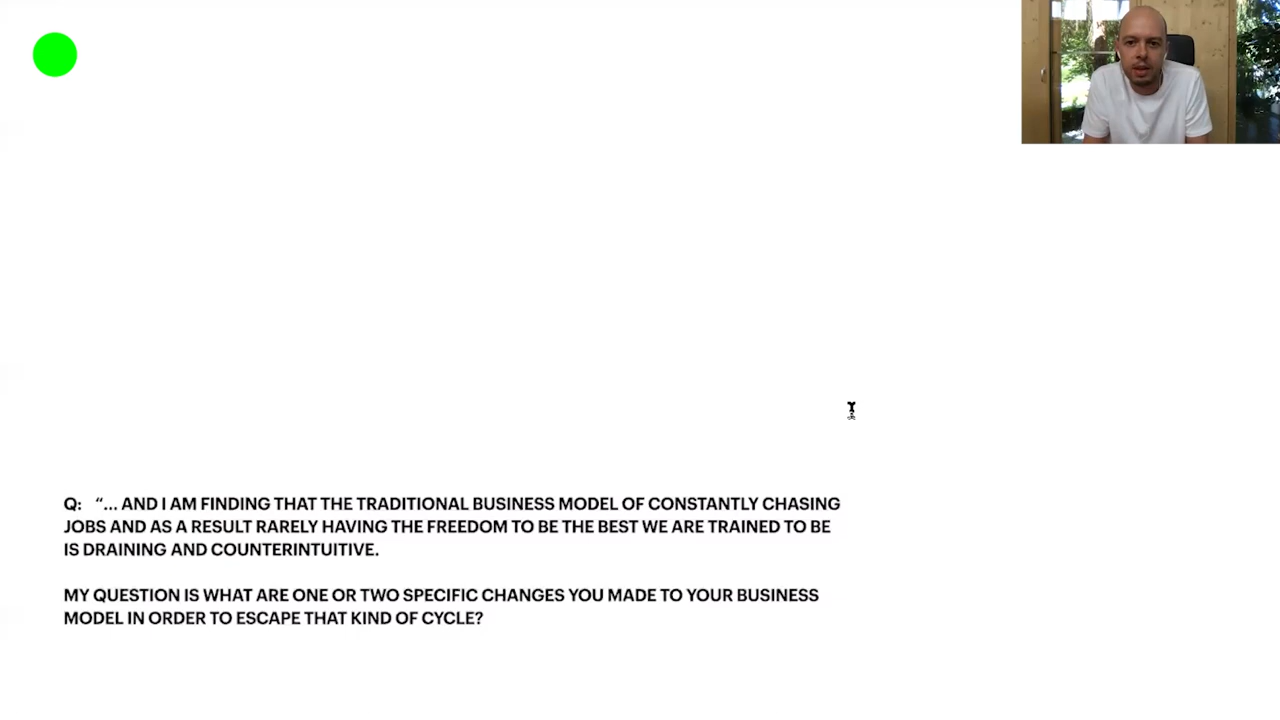 Q: “... AND I AM FINDING THAT THE TRADITIONAL BUSINESS MODEL OF CONSTANTLY CHASING
JOBS AND AS A RESULT RARELY HAVING THE FREEDOM TO BE THE BEST WE ARE TRAINED TO BE
IS DRAINING AND COUNTERINTUITIVE.
MY QUESTION IS WHAT ARE ONE OR TWO SPECIFIC CHANGES YOU MADE TO YOUR BUSINESS
MODEL IN ORDER TO ESCAPE THAT KIND OF CYCLE?